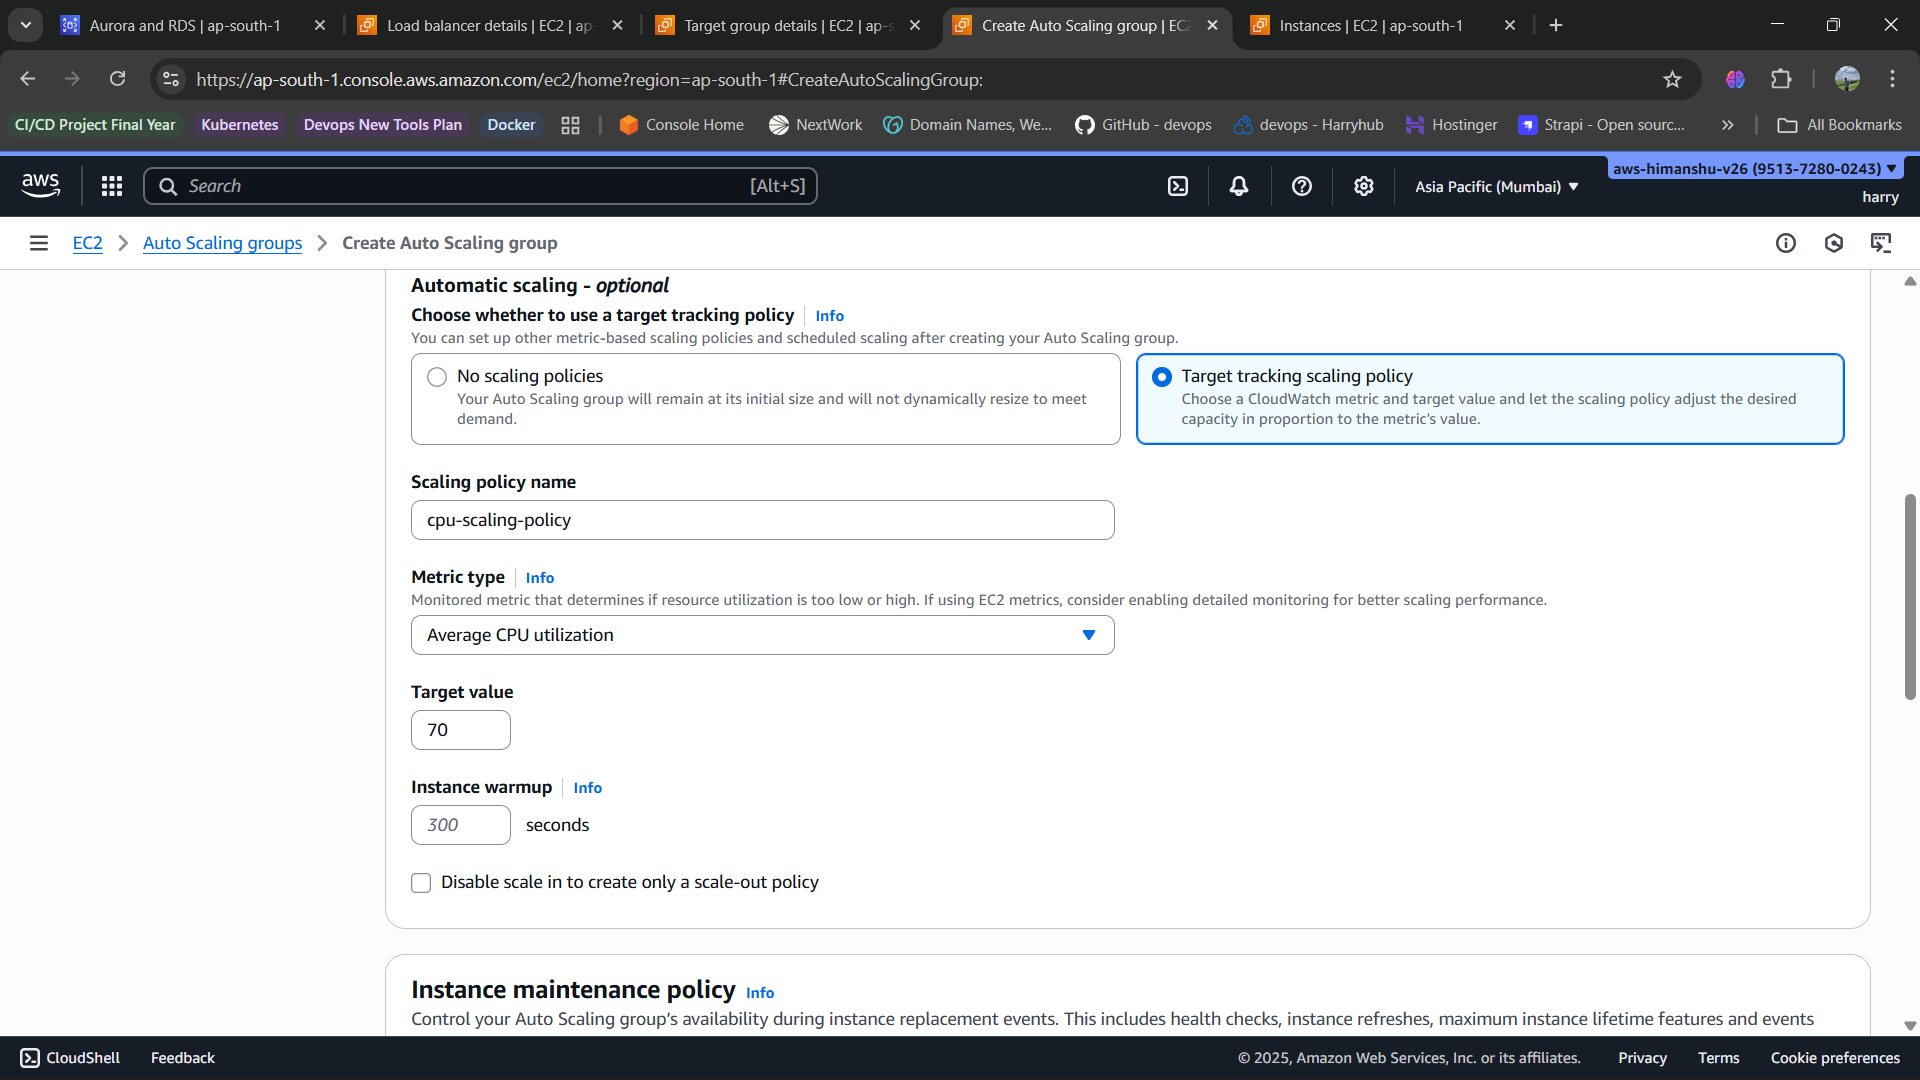 Aurora and RDS | ap-south-1
Load balancer details | EC2 | ap-
Target group details | EC2 | ap-s
Create Auto Scaling group | EC2
Instances | EC2 | ap-south-1
https://ap-south-1.console.aws.amazon.com/ec2/home?region=ap-south-1#CreateAutoScalingGroup:
CI/CD Project Final Year
Kubernetes
Devops New Tools Plan
Docker
Console Home
NextWork
Domain Names, We...
GitHub - devops
devops - Harryhub
Hostinger
Strapi - Open sourc...
All Bookmarks
aws
Search
[Alt+S]
Asia Pacific (Mumbai)
aws-himanshu-v26 (9513-7280-0243)
harry
EC2
Auto Scaling groups
Create Auto Scaling group
Automatic scaling - optional
Choose whether to use a target tracking policy Info
You can set up other metric-based scaling policies and scheduled scaling after creating your Auto Scaling group.
No scaling policies
Your Auto Scaling group will remain at its initial size and will not dynamically resize to meet
demand.
Target tracking scaling policy
Choose a CloudWatch metric and target value and let the scaling policy adjust the desired
capacity in proportion to the metric's value.
Scaling policy name
cpu-scaling-policy
Metric type Info
Monitored metric that determines if resource utilization is too low or high. If using EC2 metrics, consider enabling detailed monitoring for better scaling performance.
Average CPU utilization
Target value
70
Instance warmup Info
300 seconds
Disable scale in to create only a scale-out policy
Instance maintenance policy Info
Control your Auto Scaling group's availability during instance replacement events. This includes health checks, instance refreshes, maximum instance lifetime features and events
CloudShell
Feedback
© 2025, Amazon Web Services, Inc. or its affiliates.
Privacy
Terms
Cookie preferences